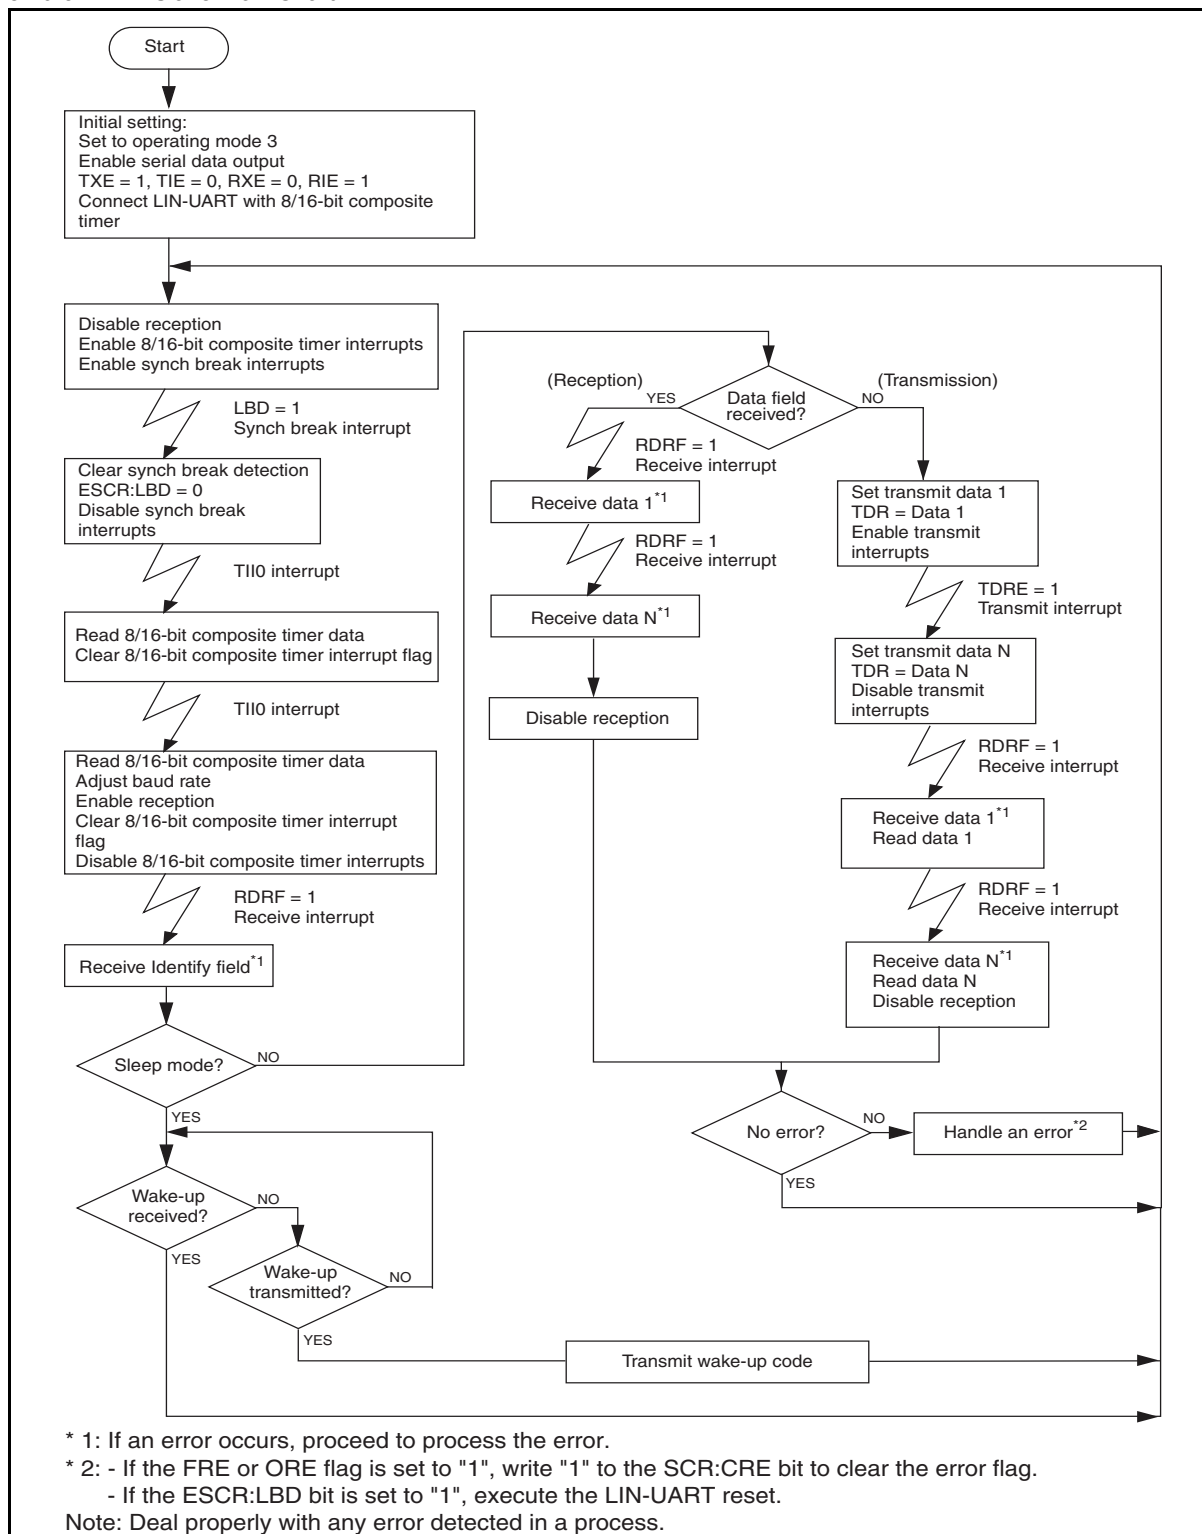 Start
Initial setting:
Set to operating mode 3
Enable serial data output
TXE = 1, TIE = 0, RXE = 0, RIE = 1
Connect LIN-UART with 8/16-bit composite
timer
Disable reception
Enable 8/16-bit composite timer interrupts
Enable synch break interrupts
LBD = 1
Synch break interrupt
Clear synch break detection
ESCR:LBD = 0
Disable synch break
interrupts
TII0 interrupt
Read 8/16-bit composite timer data
Clear 8/16-bit composite timer interrupt flag
TII0 interrupt
Read 8/16-bit composite timer data
Adjust baud rate
Enable reception
Clear 8/16-bit composite timer interrupt
flag
Disable 8/16-bit composite timer interrupts
RDRF = 1
Receive interrupt
Receive Identify field*1
Sleep mode?
NO
YES
Wake-up
received?
NO
YES
Wake-up
transmitted?
NO
YES
Transmit wake-up code
Data field
received?
(Reception)
YES
RDRF = 1
Receive interrupt
Receive data 1*1
RDRF = 1
Receive interrupt
Receive data N*1
Disable reception
(Transmission)
NO
Set transmit data 1
TDR = Data 1
Enable transmit
interrupts
TDRE = 1
Transmit interrupt
Set transmit data N
TDR = Data N
Disable transmit
interrupts
RDRF = 1
Receive interrupt
Receive data 1*1
Read data 1
RDRF = 1
Receive interrupt
Receive data N*1
Read data N
Disable reception
No error?
NO
Handle an error*2
YES
* 1: If an error occurs, proceed to process the error.
* 2: - If the FRE or ORE flag is set to "1", write "1" to the SCR:CRE bit to clear the error flag.
- If the ESCR:LBD bit is set to "1", execute the LIN-UART reset.
Note: Deal properly with any error detected in a process.